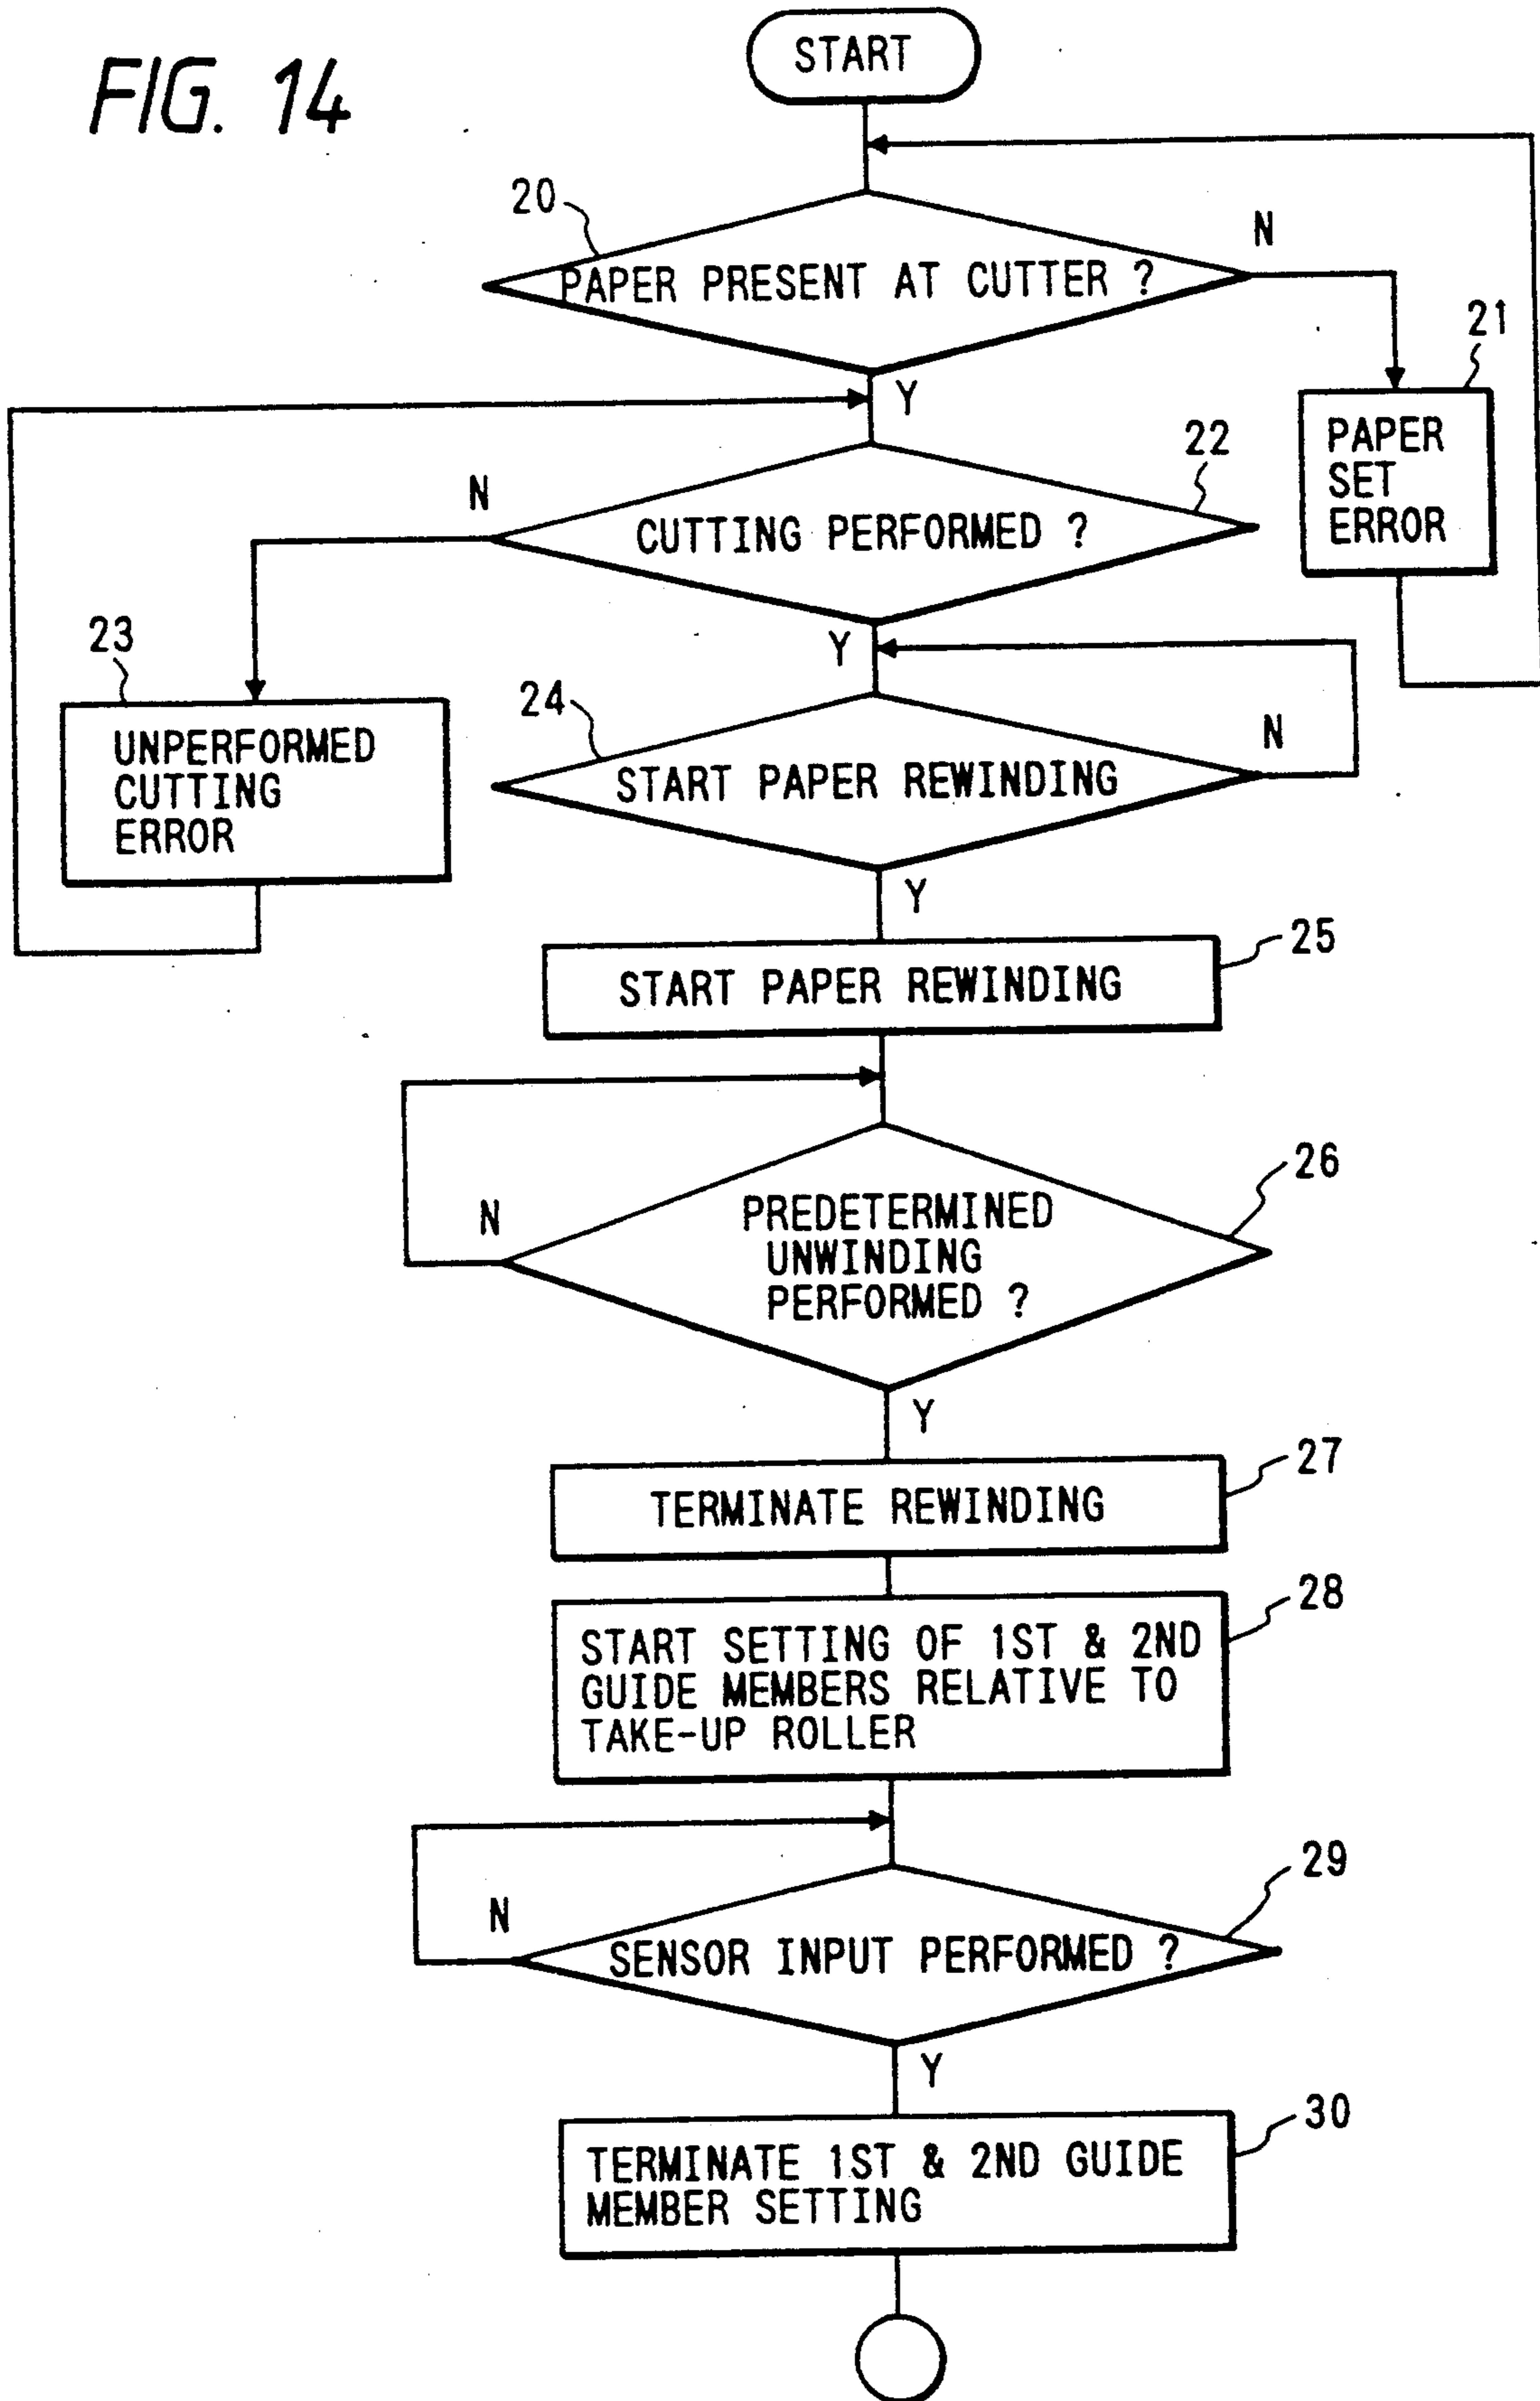 FIG. 14
START
20
N
PAPER PRESENT AT CUTTER ?
21
Y
PAPER
SET
ERROR
22
N
CUTTING PERFORMED ?
23
Y
24
N
UNPERFORMED
CUTTING
ERROR
START PAPER REWINDING
Y
25
START PAPER REWINDING
26
N
PREDETERMINED
UNWINDING
PERFORMED ?
Y
27
TERMINATE REWINDING
28
START SETTING OF 1ST & 2ND
GUIDE MEMBERS RELATIVE TO
TAKE-UP ROLLER
29
N
SENSOR INPUT PERFORMED ?
Y
30
TERMINATE 1ST & 2ND GUIDE
MEMBER SETTING